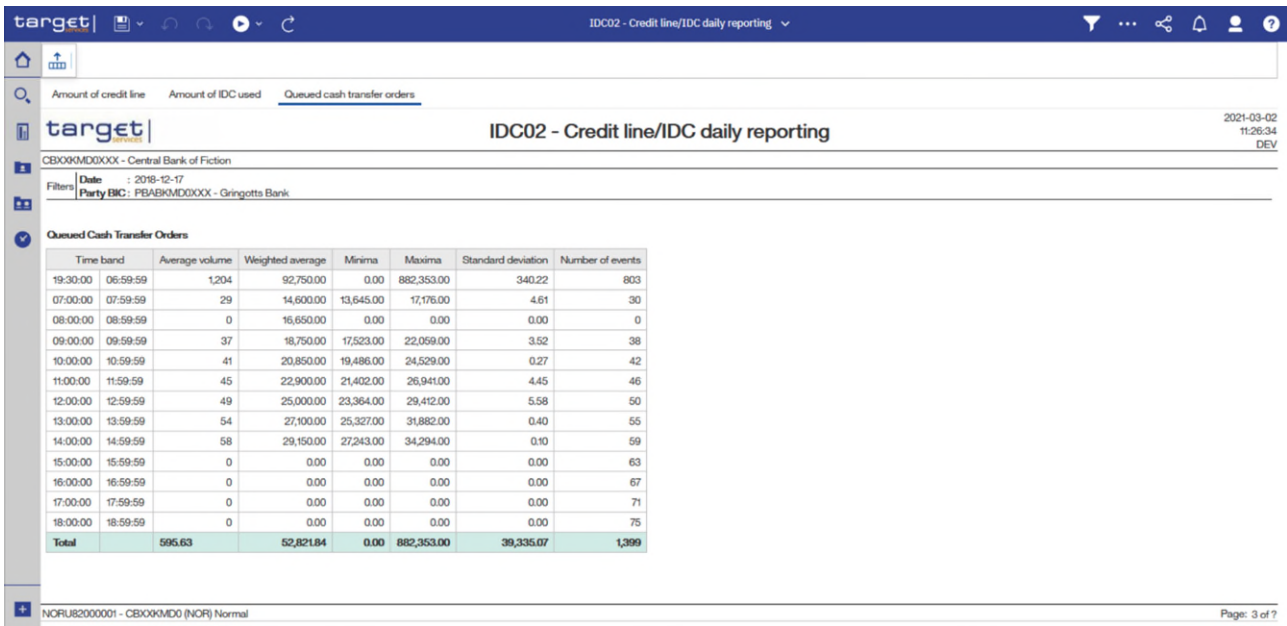 target services IDC02 - Credit line/IDC daily reporting
Amount of credit line Amount of IDC used Queued cash transfer orders
target services IDC02 - Credit line/IDC daily reporting 2021-03-02
11:26:34
DEV
CBXXKMD0XXX - Central Bank of Fiction
Filters Date : 2018-12-17
Party BIC : PBABKMD0XXX - Gringotts Bank
Queued Cash Transfer Orders
Time band Average volume Weighted average Minima Maxima Standard deviation Number of events
19:30:00 06:59:59 1,204 92,750.00 0.00 882,353.00 340.22 803
07:00:00 07:59:59 29 14,600.00 13,645.00 17,176.00 4.61 30
08:00:00 08:59:59 0 16,650.00 0.00 0.00 0.00 0
09:00:00 09:59:59 37 18,750.00 17,523.00 22,059.00 3.52 38
10:00:00 10:59:59 41 20,850.00 19,486.00 24,529.00 0.27 42
11:00:00 11:59:59 45 22,900.00 21,402.00 26,941.00 4.45 46
12:00:00 12:59:59 49 25,000.00 23,364.00 29,412.00 5.58 50
13:00:00 13:59:59 54 27,100.00 25,327.00 31,882.00 0.40 55
14:00:00 14:59:59 58 29,150.00 27,243.00 34,294.00 0.10 59
15:00:00 15:59:59 0 0.00 0.00 0.00 0.00 63
16:00:00 16:59:59 0 0.00 0.00 0.00 0.00 67
17:00:00 17:59:59 0 0.00 0.00 0.00 0.00 71
18:00:00 18:59:59 0 0.00 0.00 0.00 0.00 75
Total 595.63 52,821.84 0.00 882,353.00 39,335.07 1,399
NORU82000001 - CBXXKMD0 (NOR) Normal Page: 3 of ?